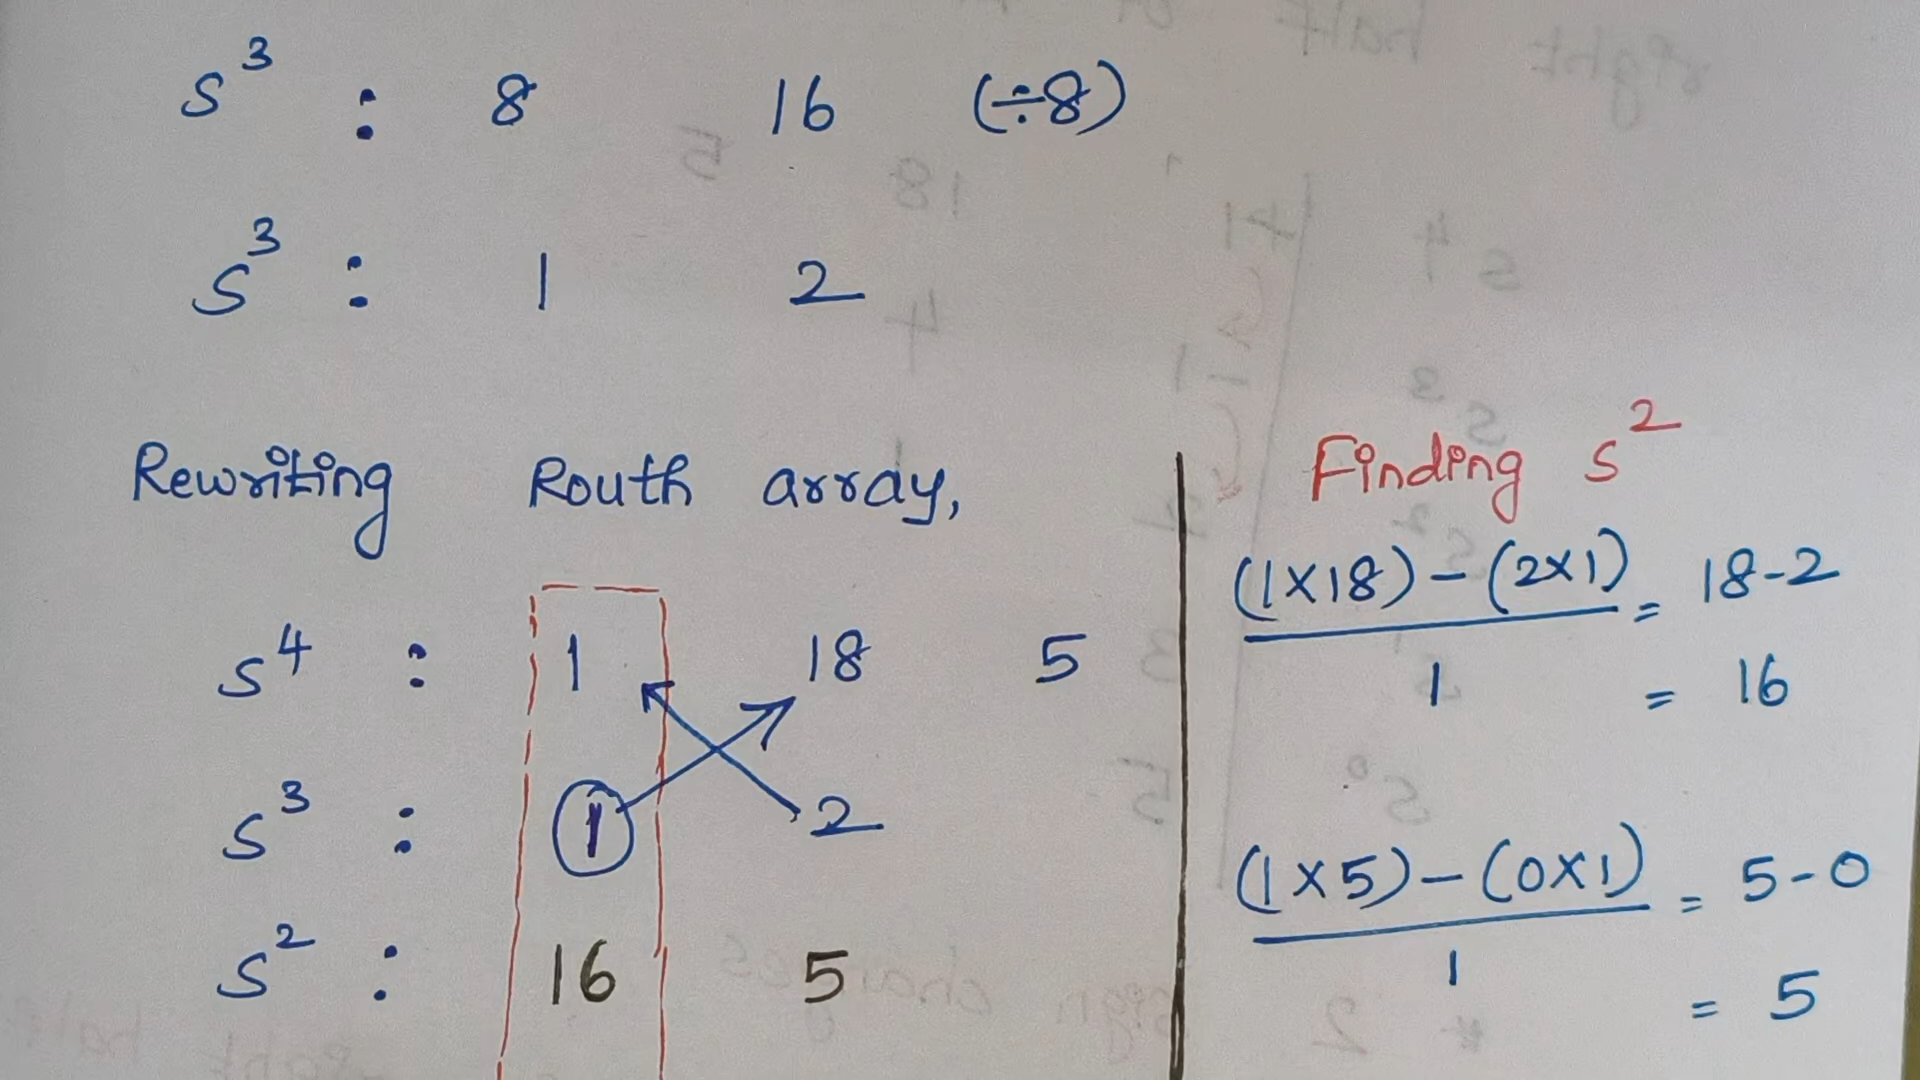 s³ : 8 16 (÷8)
s³ : 1 2
Rewriting Routh array,
s⁴ : 1 18 5
s³ : 1 2
s² : 16 5
Finding s²
(1×18)-(2×1) = 18-2
1 = 16
(1×5)-(0×1) = 5-0
1 = 5